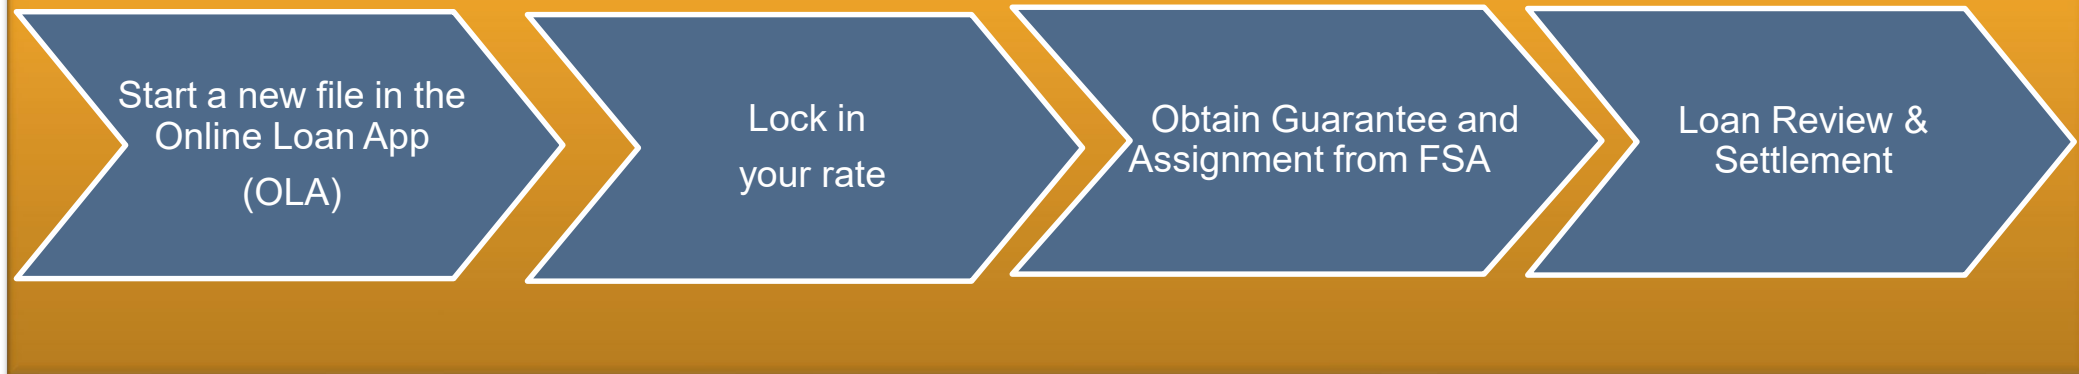 Start a new file in the
Online Loan App
(OLA)
Lock in
your rate
Obtain Guarantee and
Assignment from FSA
Loan Review &
Settlement